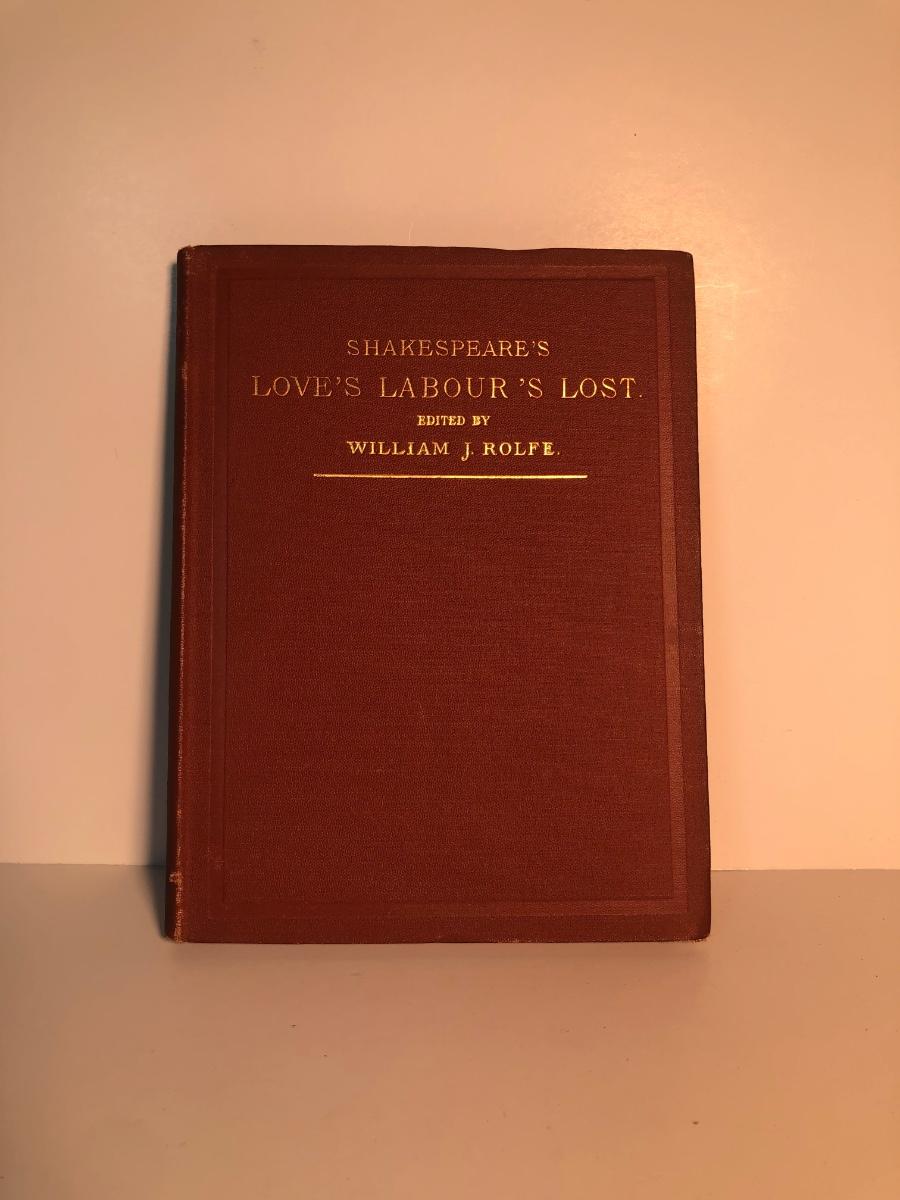 SHAKESPEARE'S
LOVE'S LABOUR 'S LOST.
EDITED BY
WILLIAM J. ROLFE.